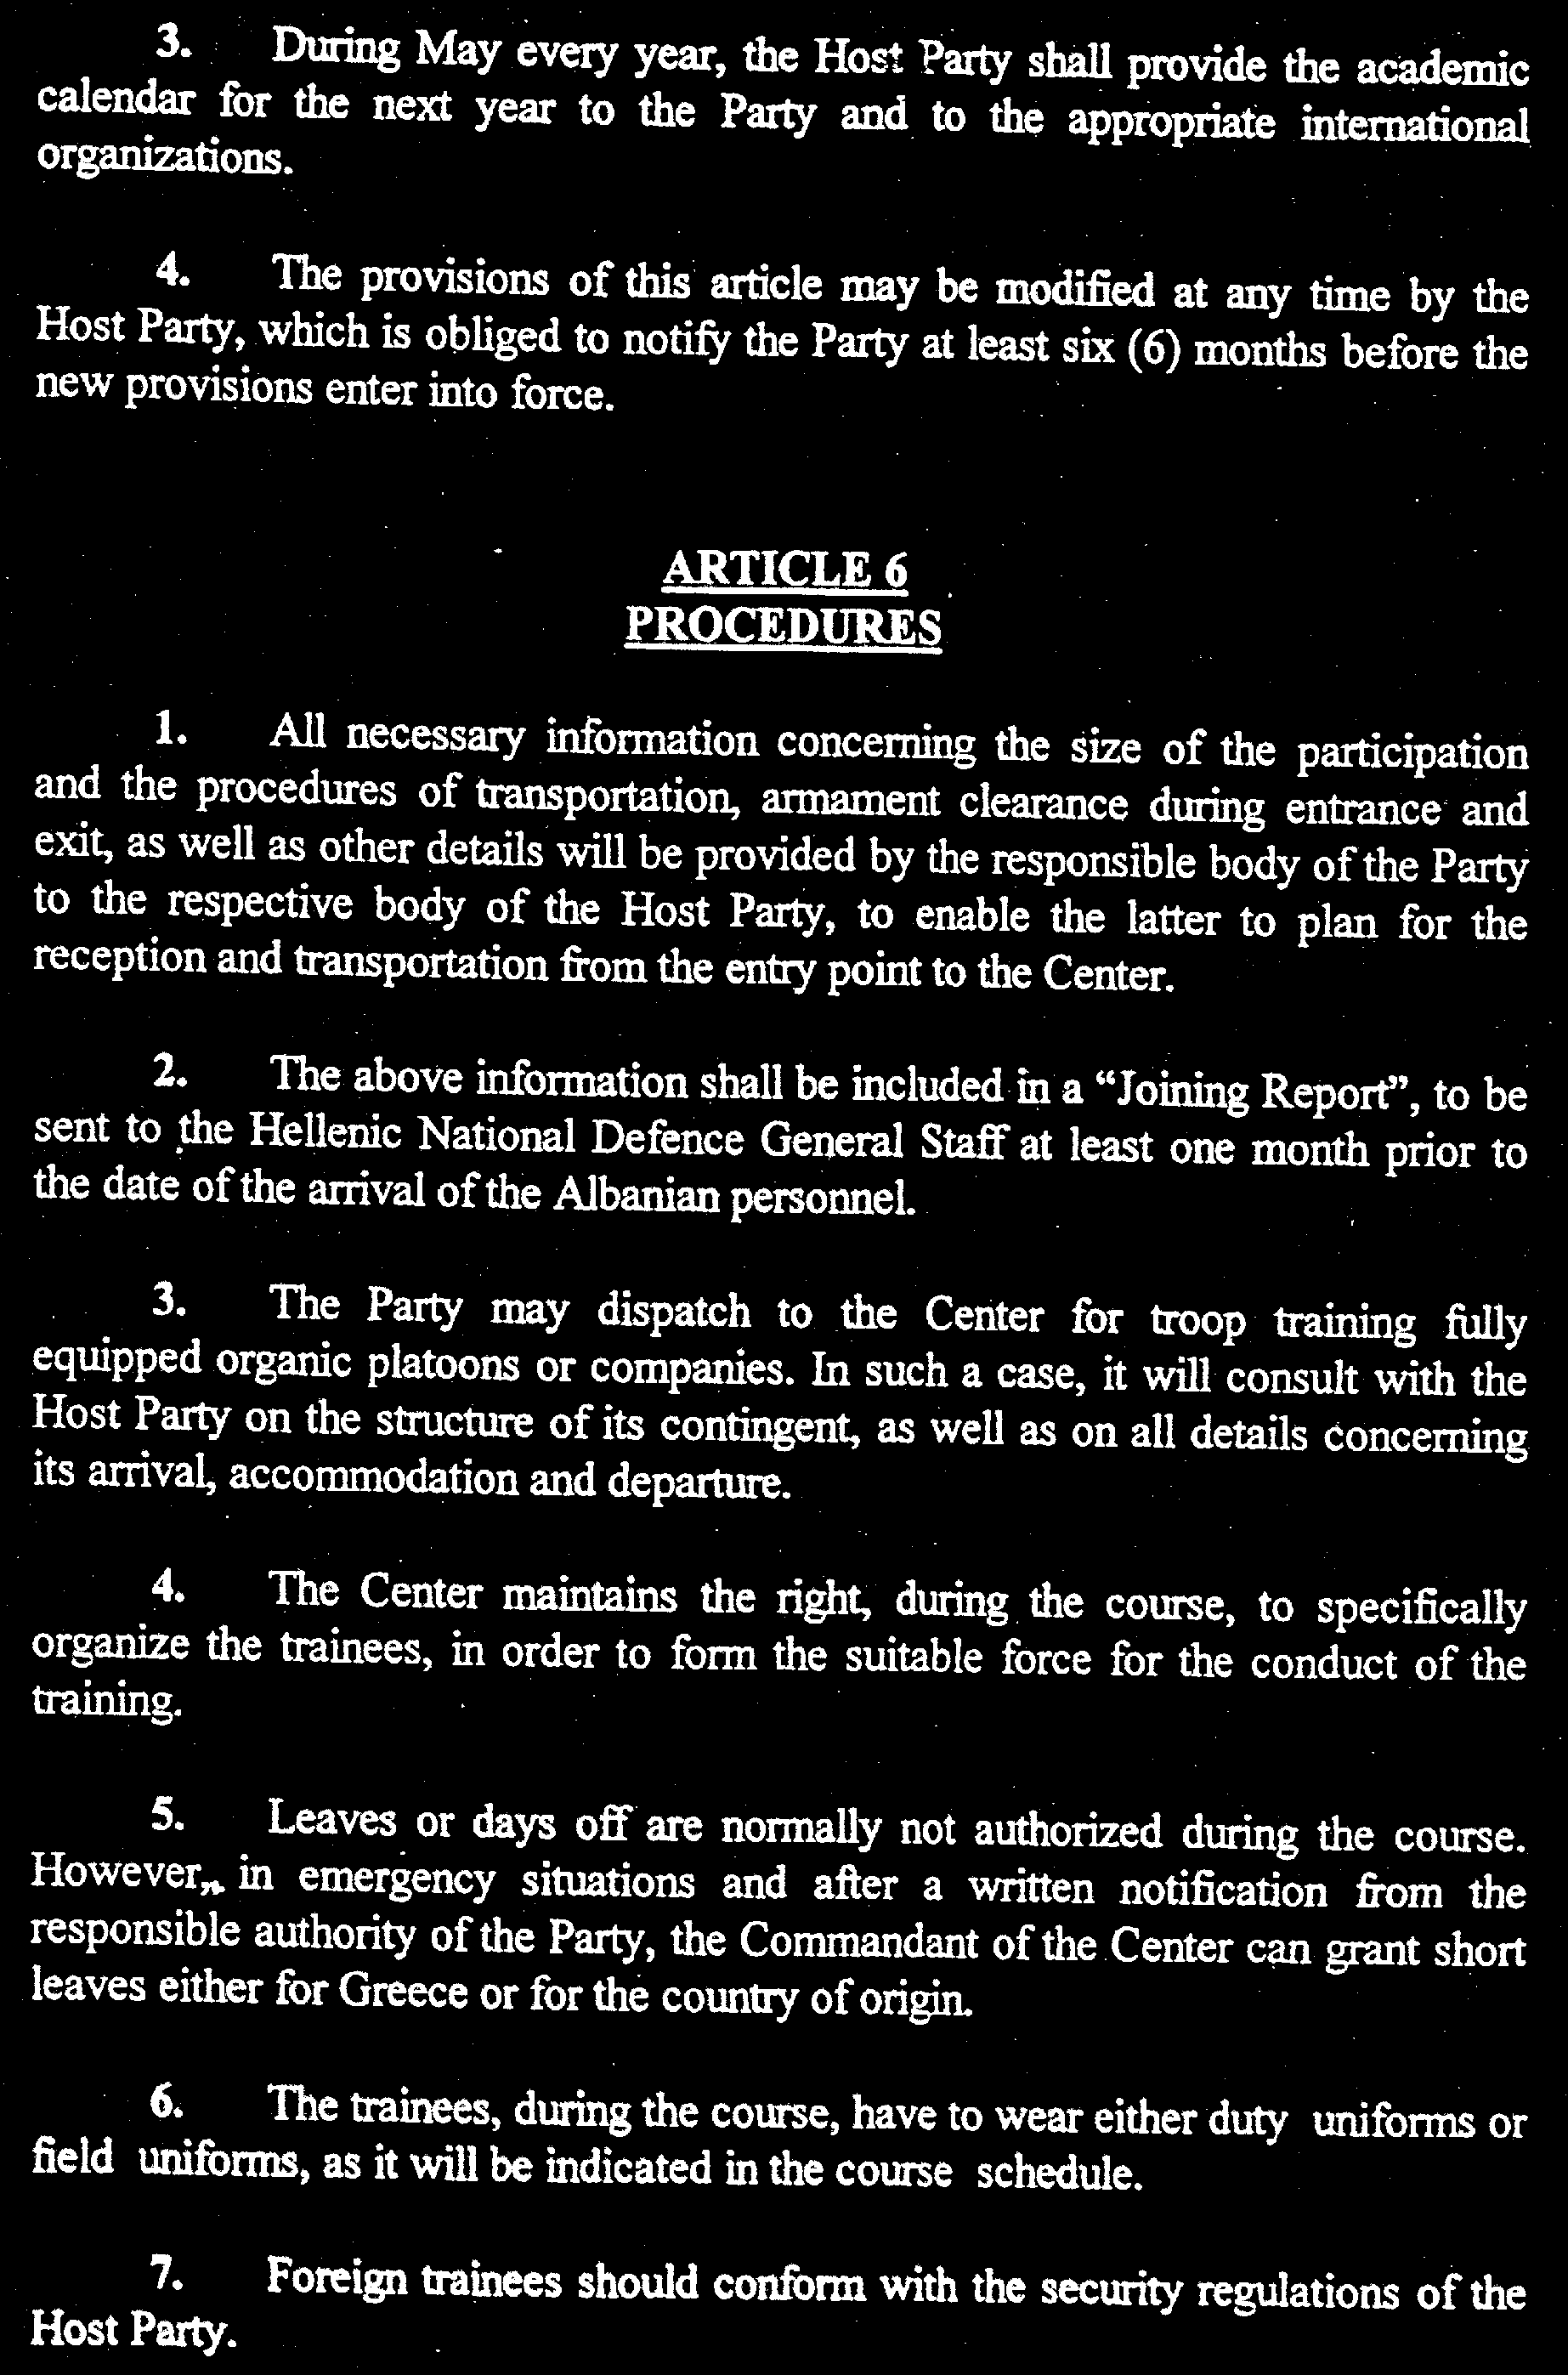 3. During May every year, the Host Party shall provide the academic
calendar for the next year to the Party and to the appropriate international
organizations.
4. The provisions of this article may be modified at any time by the
Host Party, which is obliged to notify the Party at least six (6) months before the
new provisions enter into force.
ARTICLE 6
PROCEDURES
1. All necessary information concerning the size of the participation
and the procedures of transportation, armament clearance during entrance and
exit, as well as other details will be provided by the responsible body of the Party
to the respective body of the Host Party, to enable the latter to plan for the
reception and transportation from the entry point to the Center.
2. The above information shall be included in a “Joining Report”, to be
sent to the Hellenic National Defence General Staff at least one month prior to
the date of the arrival of the Albanian personnel.
3. The Party may dispatch to the Center for troop training fully
equipped organic platoons or companies. In such a case, it will consult with the
Host Party on the structure of its contingent, as well as on all details concerning
its arrival, accommodation and departure.
4. The Center maintains the right, during the course, to specifically
organize the trainees, in order to form the suitable force for the conduct of the
training.
5. Leaves or days off are normally not authorized during the course.
However, in emergency situations and after a written notification from the
responsible authority of the Party, the Commandant of the Center can grant short
leaves either for Greece or for the country of origin.
6. The trainees, during the course, have to wear either duty uniforms or
field uniforms, as it will be indicated in the course schedule.
7. Foreign trainees should conform with the security regulations of the
Host Party.